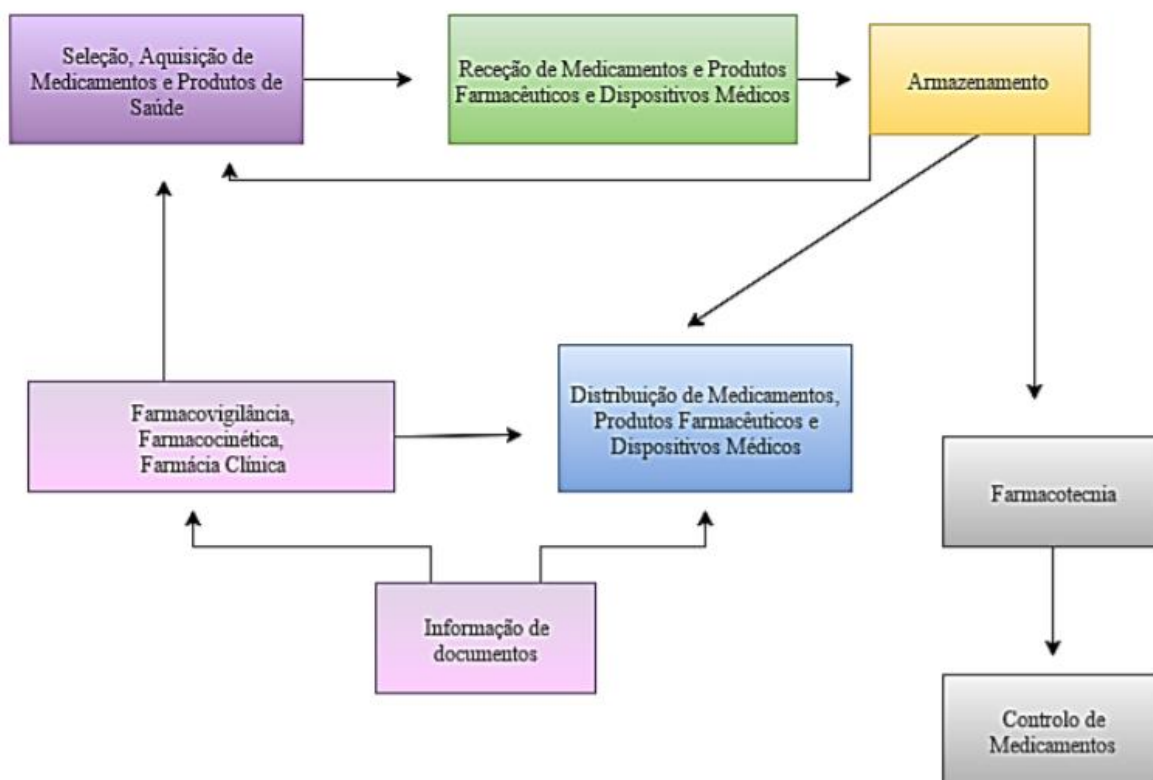 Seleção, Aquisição de
Medicamentos e Produtos de
Saúde
Receção de Medicamentos e Produtos
Farmacêuticos e Dispositivos Médicos
Armazenamento
Farmacovigilância,
Farmacocinética,
Farmácia Clínica
Distribuição de Medicamentos,
Produtos Farmacêuticos e
Dispositivos Médicos
Farmacotecnia
Informação de
documentos
Controlo de
Medicamentos